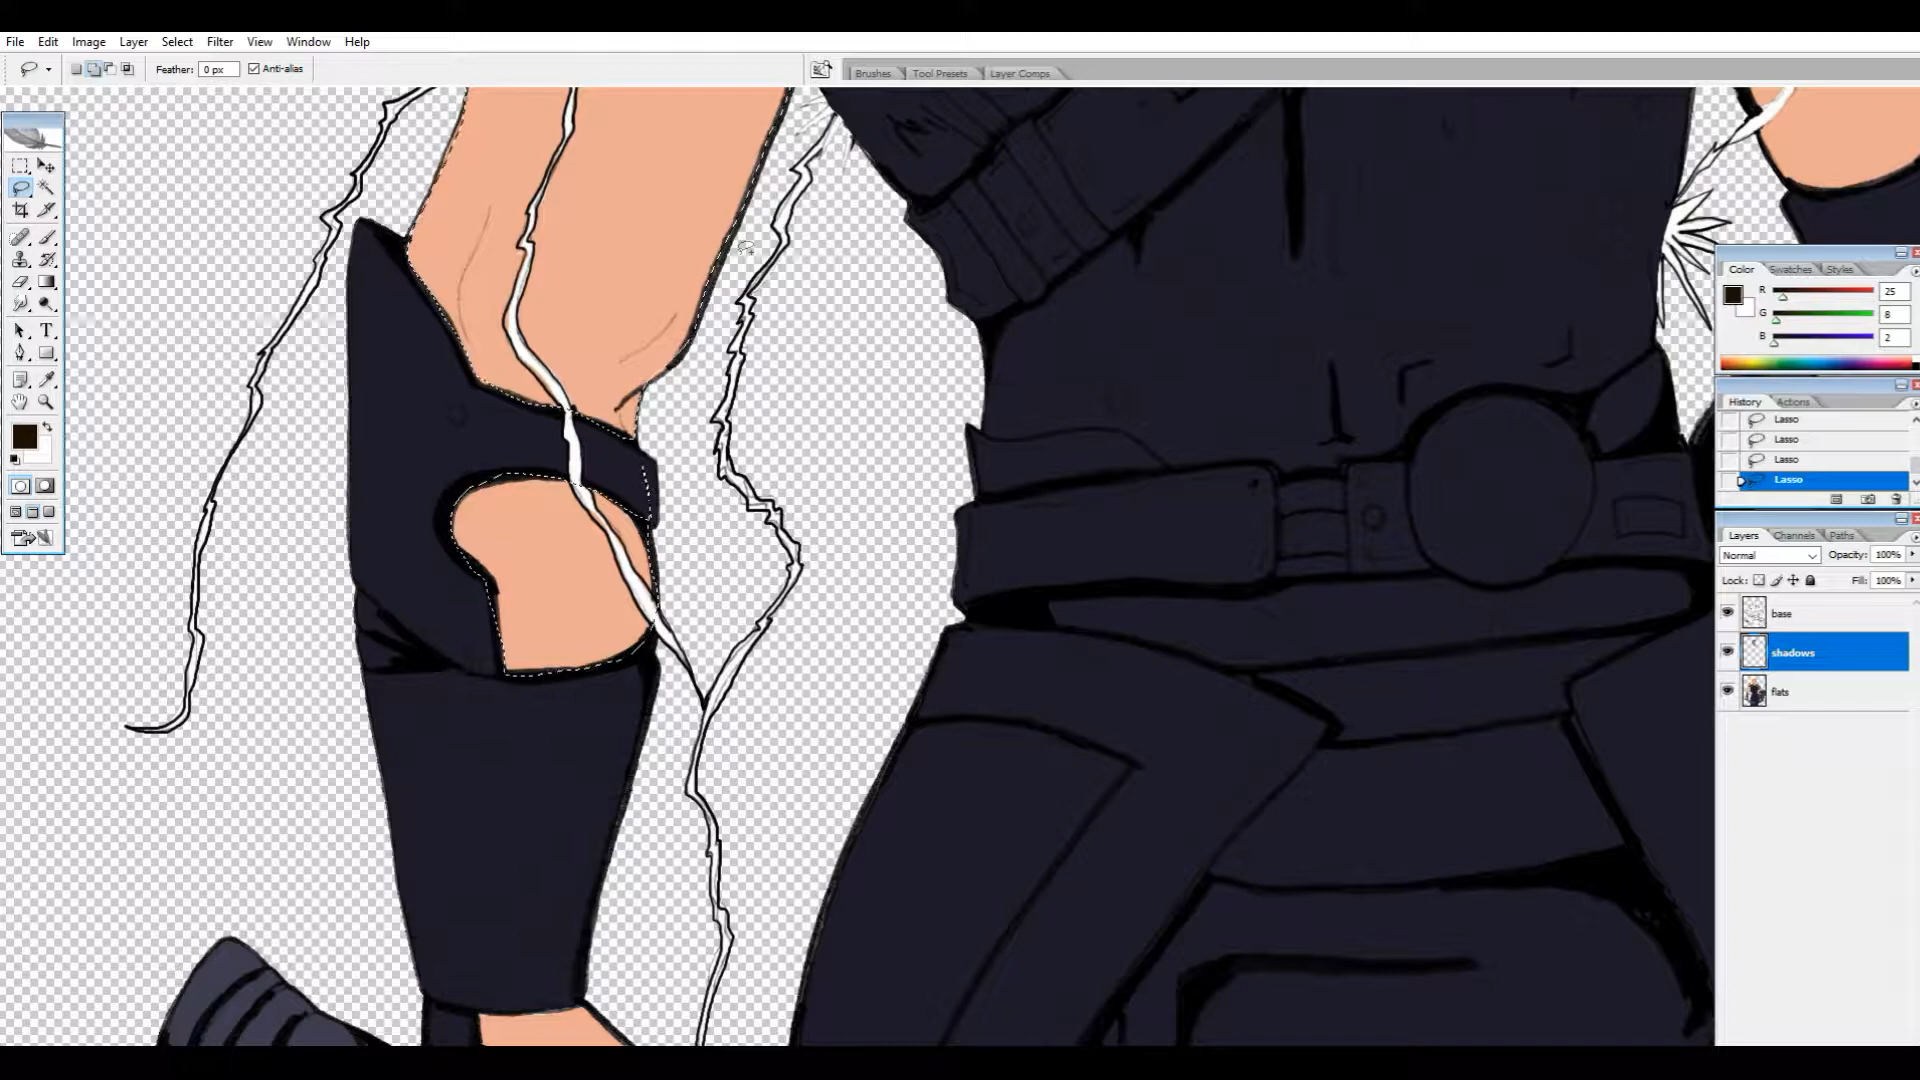 File Edit Image Layer Select Filter View Window Help
Feather: 0 px Anti-alias
Brushes Tool Presets Layer Comps
Color Swatches Styles
R 25
G 8
B 2
T
History Actions
Lasso
Lasso
Lasso
Lasso
Layers Channels Paths
Normal Opacity: 100%
Lock: Fill: 100%
base
shadows
flats